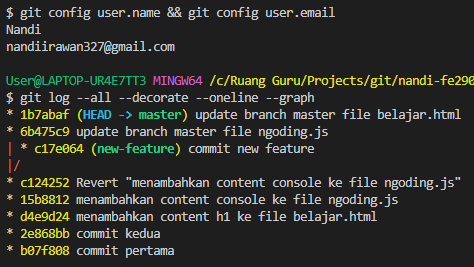 $ git config user.name && git config user.email
Nandi
nandiirawan327@gmail.com
User@LAPTOP-UR4E7TT3 MINGW64 /c/Ruang Guru/Projects/git/nandi-fe290
$ git log --all --decorate --oneline --graph
* 1b7abaf (HEAD -> master) update branch master file belajar.html
* 6b475c9 update branch master file ngoding.js
| * c17e064 (new-feature) commit new feature
|/
* c124252 Revert "menambahkan content console ke file ngoding.js"
* 15b8812 menambahkan content console ke file ngoding.js
* d4e9d24 menambahkan content h1 ke file belajar.html
* 2e868bb commit kedua
* b07f808 commit pertama